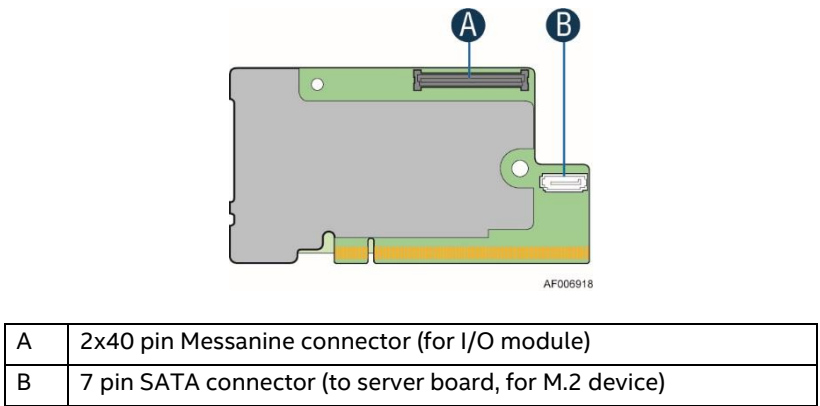 A B
AF006918
A 2x40 pin Messanine connector (for I/O module)
B 7 pin SATA connector (to server board, for M.2 device)